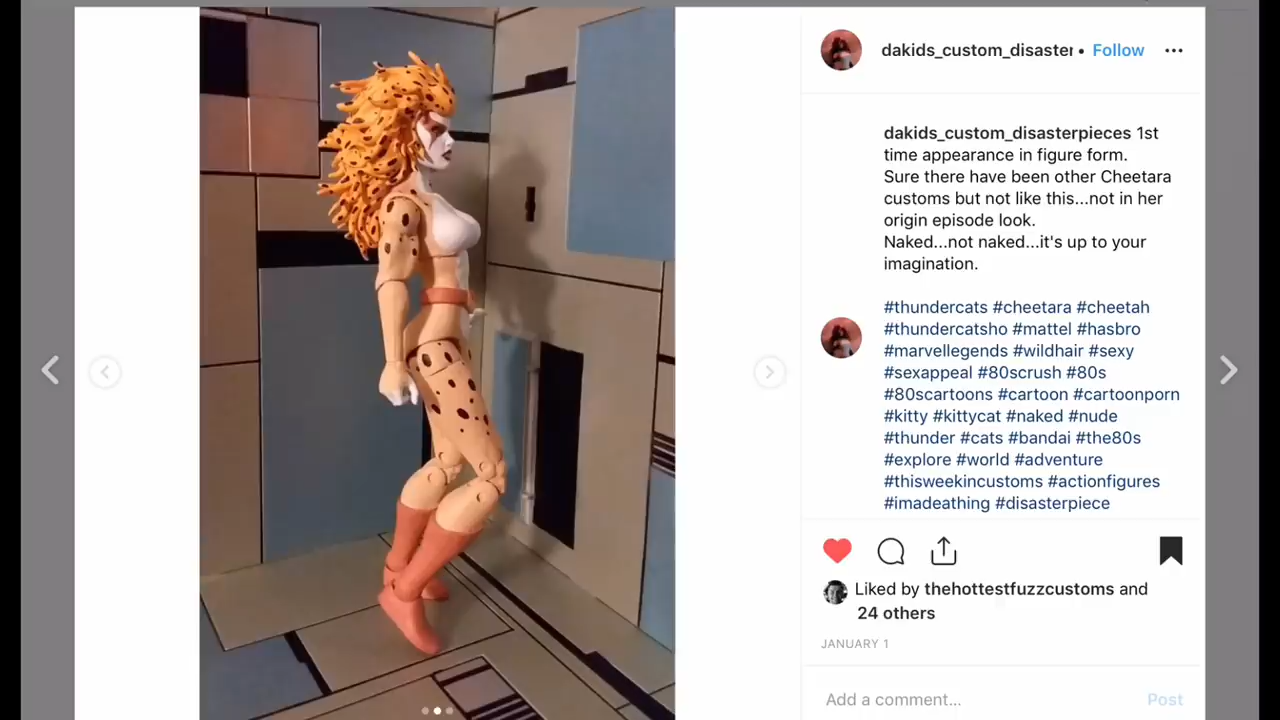 dakids_custom_disaster • Follow •••
dakids_custom_disasterpieces 1st
time appearance in figure form.
Sure there have been other Cheetara
customs but not like this...not in her
origin episode look.
Naked...not naked...it's up to your
imagination.
#thundercats #cheetara #cheetah
#thundercatsho #mattel #hasbro
#marvellegends #wildhair #sexy
#sexappeal #80scrush #80s
#80scartoons #cartoon #cartoonporn
#kitty #kittycat #naked #nude
#thunder #cats #bandai #the80s
#explore #world #adventure
#thisweekincustoms #actionfigures
#imadeathing #disasterpiece
Liked by thehottestfuzzcustoms and
24 others
JANUARY 1
Add a comment... Post